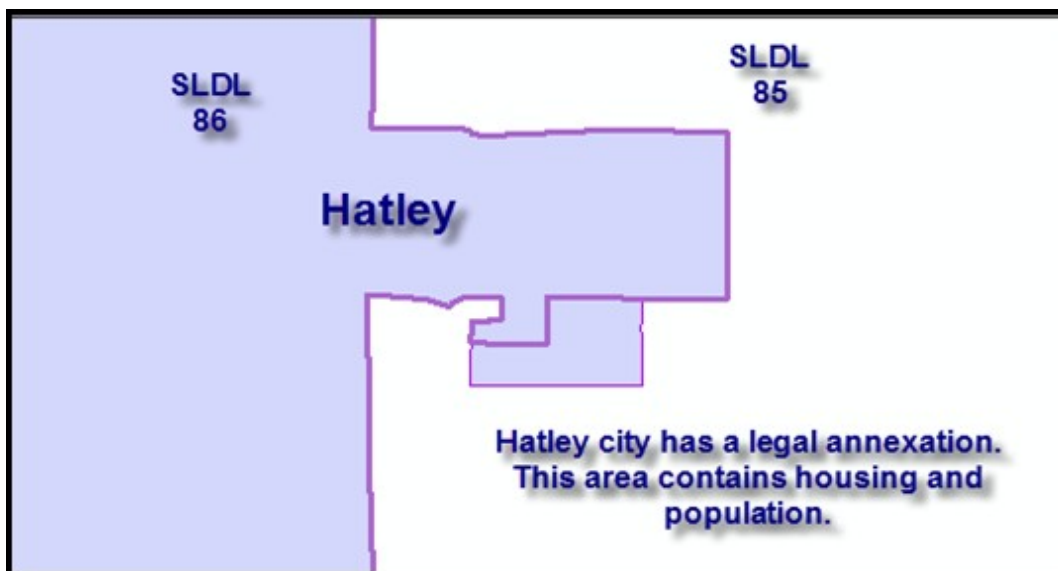 SLDL
86
SLDL
85
Hatley
Hatley city has a legal annexation.
This area contains housing and
population.